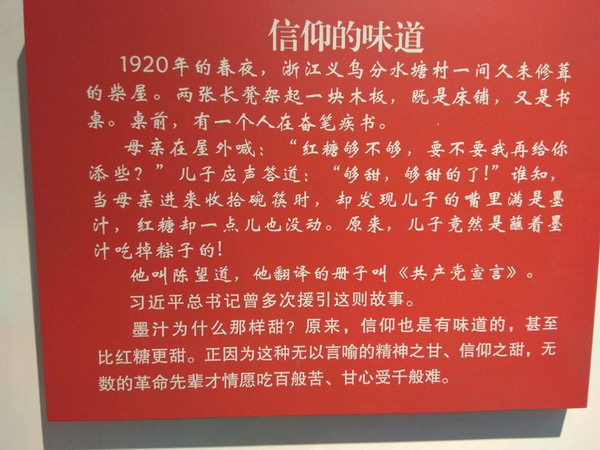 信仰的味道
1920年的春夜，浙江义乌分水塘村一间久未修葺
的柴屋。两张长凳架起一块木板，既是床铺，又是书
桌。桌前，有一个人在奋笔疾书。
母亲在屋外喊：“红糖够不够，要不要我再给你
添些？”儿子应声答道：“够甜，够甜的了!”谁知，
当母亲进来收拾碗筷时，却发现儿子的嘴里满是墨
汁，红糖却一点儿也没动。原来，儿子竟然是蘸着墨
汁吃掉粽子的!
他叫陈望道，他翻译的册子叫《共产党宣言》。
习近平总书记曾多次援引这则故事。
墨汁为什么那样甜？原来，信仰也是有味道的，甚至
比红糖更甜。正因为这种无以言喻的精神之甘、信仰之甜，无
数的革命先辈才情愿吃百般苦、甘心受千般难。